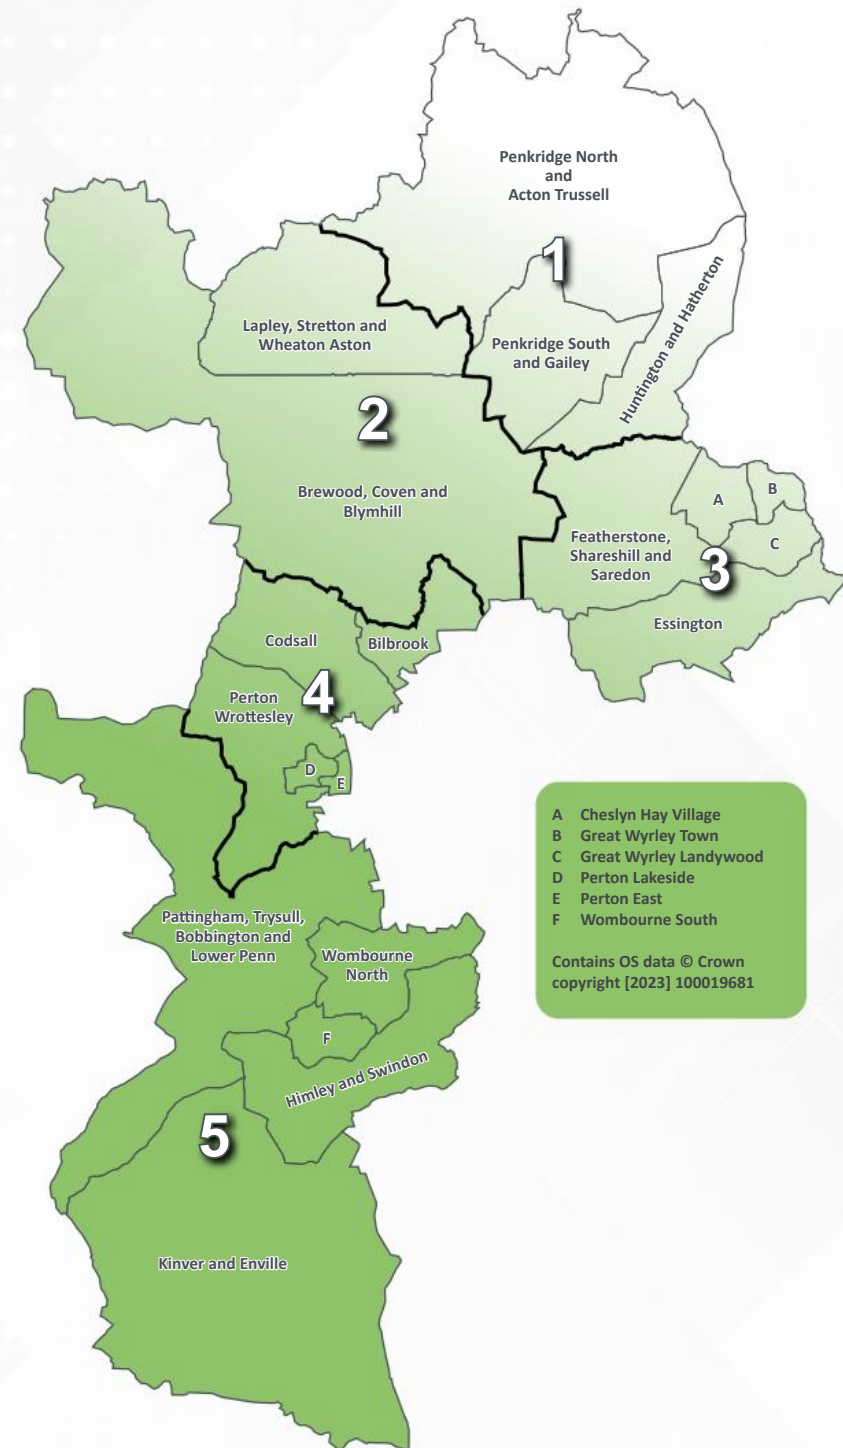 Penkridge North
and
Acton Trussell
1
Huntington and Hatherton
Lapley, Stretton and
Wheaton Aston
Penkridge South
and Gailey
2
Brewood, Coven and
Blymhill
A
B
C
Featherstone,
Shareshill and
Saredon
3
Essington
Codsall
Bilbrook
4
Perton
Wrottesley
D
E
A Cheslyn Hay Village
B Great Wyrley Town
C Great Wyrley Landywood
D Perton Lakeside
E Perton East
F Wombourne South
Contains OS data © Crown
copyright [2023] 100019681
Pattingham, Trysull,
Bobbington and
Lower Penn
Wombourne
North
F
Himley and Swindon
5
Kinver and Enville